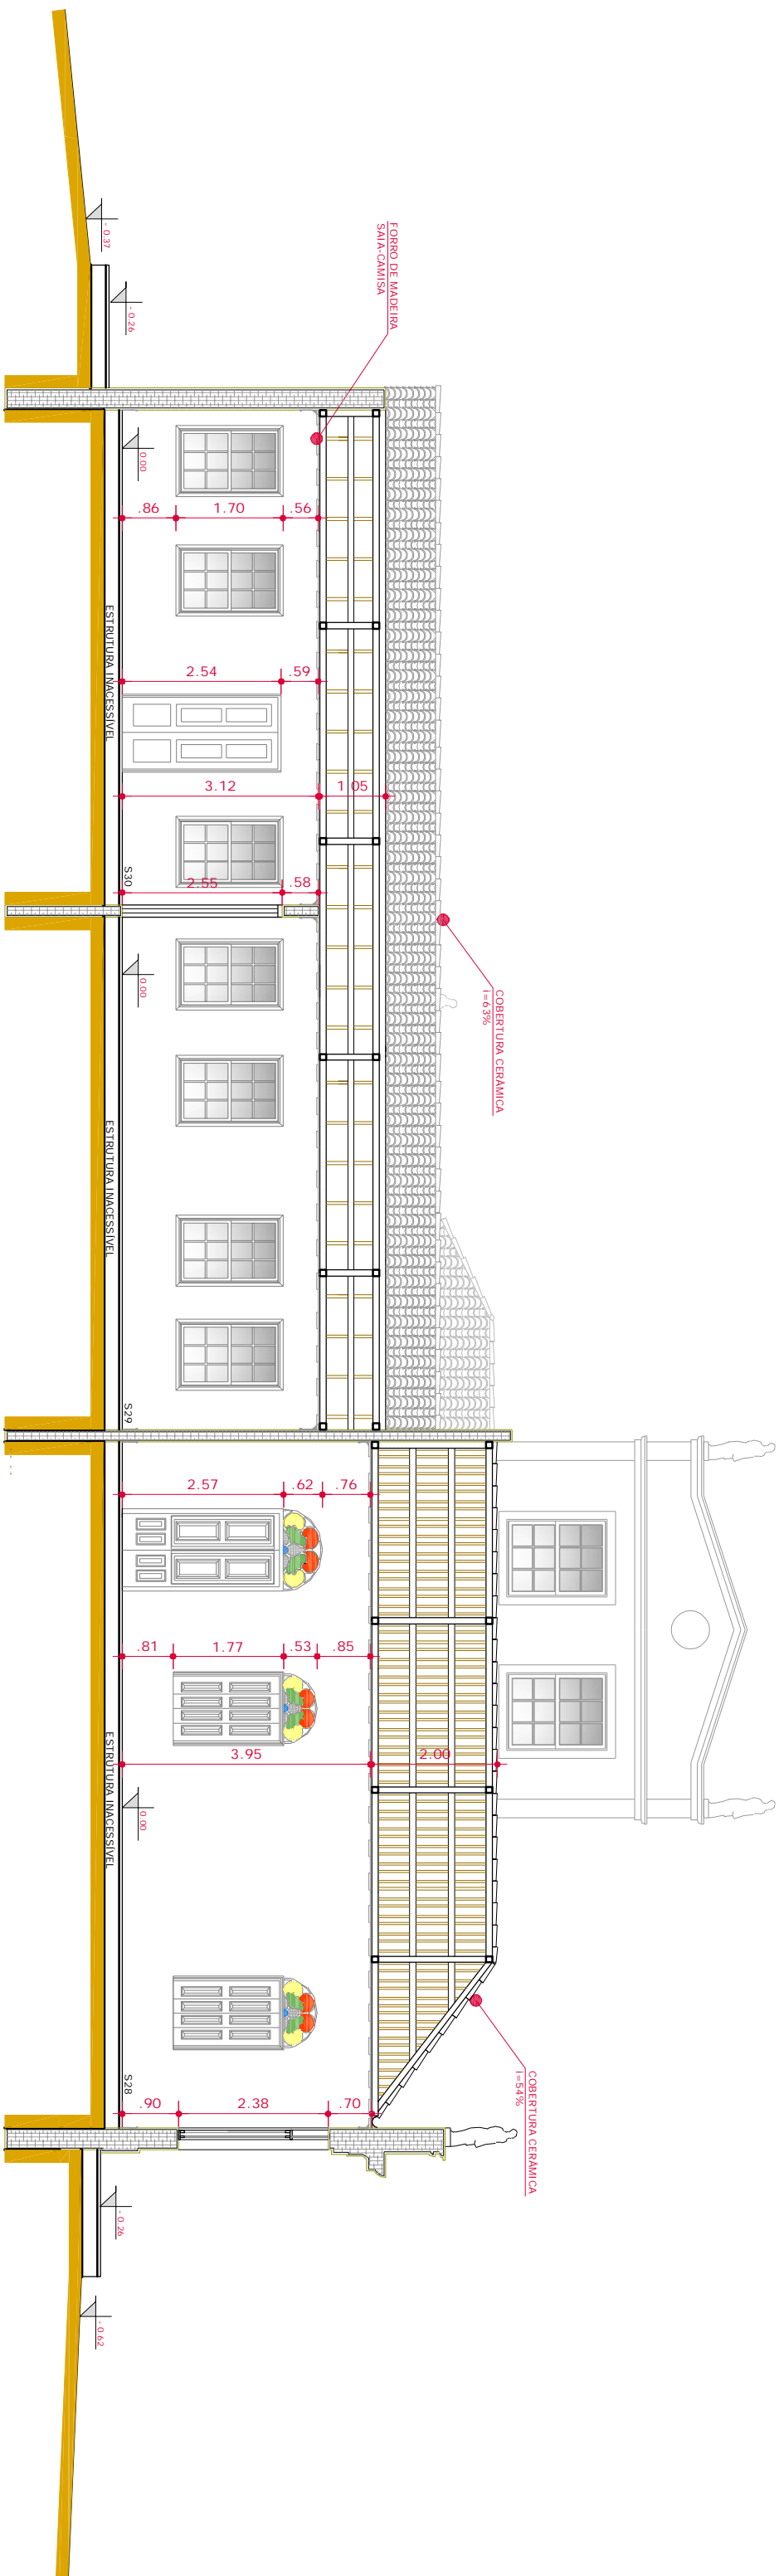 - 0.37
- 0.26
FORRO DE MADEIRA
SAIA-CAMISA
0.00
.86
1.70
.56
ESTRUTURA INACESSÍVEL
2.54
.59
3.12
1.05
S30
2.55
.58
0.00
COBERTURA CERÂMICA
i=63%
ESTRUTURA INACESSÍVEL
S29
2.57
.62
.76
.81
1.77
.53
.85
3.95
2.00
ESTRUTURA INACESSÍVEL
0.00
COBERTURA CERÂMICA
i=54%
S28
.90
2.38
.70
- 0.26
- 0.62